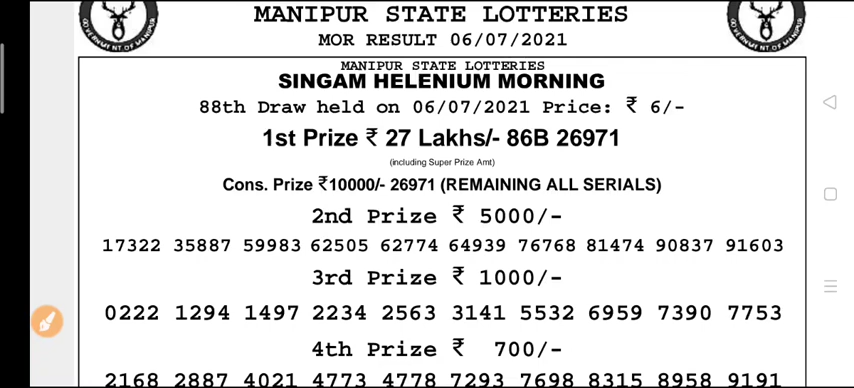 MANIPUR STATE LOTTERIES
MOR RESULT 06/07/2021
MANIPUR STATE LOTTERIES
SINGAM HELENIUM MORNING
88th Draw held on 06/07/2021 Price: ₹ 6/-
1st Prize ₹ 27 Lakhs/- 86B 26971
(including Super Prize Amt)
Cons. Prize ₹10000/- 26971 (REMAINING ALL SERIALS)
2nd Prize ₹ 5000/-
17322 35887 59983 62505 62774 64939 76768 81474 90837 91603
3rd Prize ₹ 1000/-
0222 1294 1497 2234 2563 3141 5532 6959 7390 7753
4th Prize ₹ 700/-
2168 2887 4021 4773 4778 7293 7698 8315 8958 9191